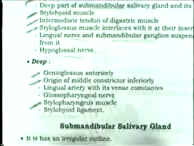 Deep part of submandibular salivary gland and its
Stylohyoid muscle
Intermediate tendon of digastric muscle
Styloglossus muscle interlaces with it at their inser
- Lingual nerve and submandibular ganglion suspen
from it
- Hypoglossal nerve.
• Deep :
Genioglossus anteriorly
Origin of middle constrictor inferiorly
- Lingual artery with its venae comitantes
- Glossopharyngeal nerve
Stylopharyngeus muscle
- Stylohyoid ligament.
Submandibular Salivary Gland
• It is has an irregular outline.